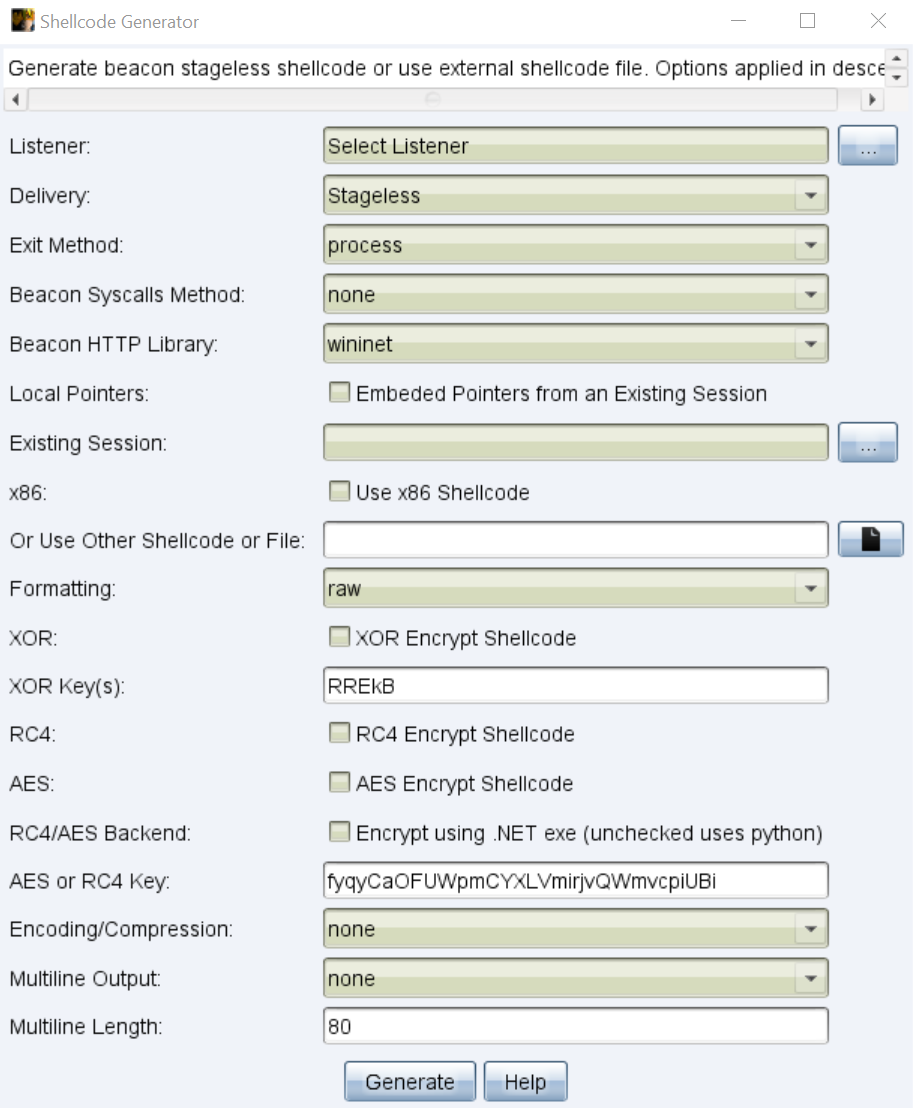 Shellcode Generator
Generate beacon stageless shellcode or use external shellcode file. Options applied in desce
Listener: Select Listener ...
Delivery: Stageless
Exit Method: process
Beacon Syscalls Method: none
Beacon HTTP Library: wininet
Local Pointers: Embeded Pointers from an Existing Session
Existing Session: ...
x86: Use x86 Shellcode
Or Use Other Shellcode or File:
Formatting: raw
XOR: XOR Encrypt Shellcode
XOR Key(s): RREkB
RC4: RC4 Encrypt Shellcode
AES: AES Encrypt Shellcode
RC4/AES Backend: Encrypt using .NET exe (unchecked uses python)
AES or RC4 Key: fyqyCaOFUWpmCYXLVmirjvQWmvcpiUBi
Encoding/Compression: none
Multiline Output: none
Multiline Length: 80
Generate Help